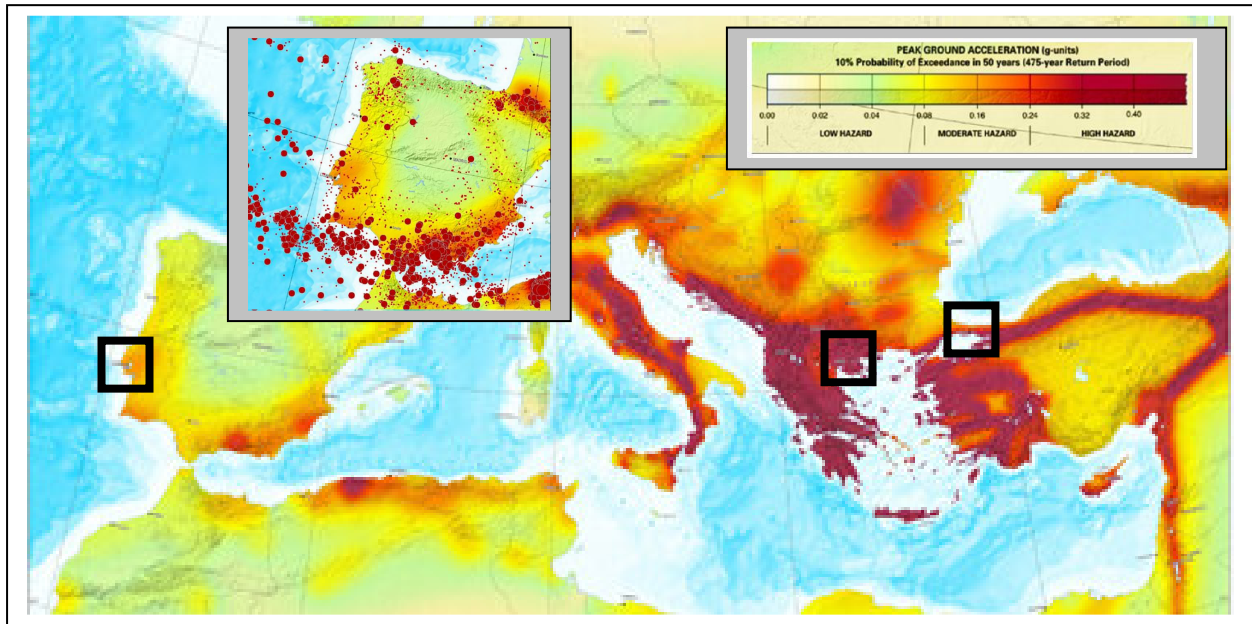 PEAK GROUND ACCELERATION (g-units)
10% Probability of Exceedance in 50 years (475-year Return Period)
0.00 0.02 0.04 0.08 0.16 0.24 0.32 0.40
LOW HAZARD MODERATE HAZARD HIGH HAZARD